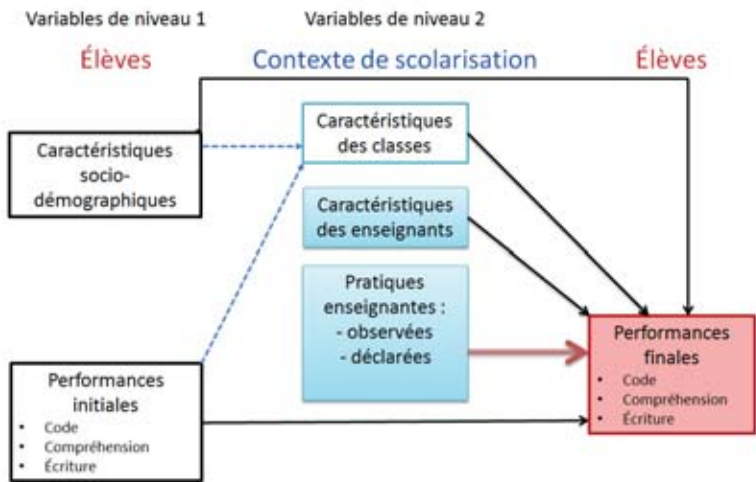 Variables de niveau 1
Variables de niveau 2
Élèves
Contexte de scolarisation
Élèves
Caractéristiques
socio-
démographiques
Caractéristiques
des classes
Caractéristiques
des enseignants
Pratiques
enseignantes :
- observées
- déclarées
Performances
initiales
• Code
• Compréhension
• Écriture
Performances
finales
• Code
• Compréhension
• Écriture